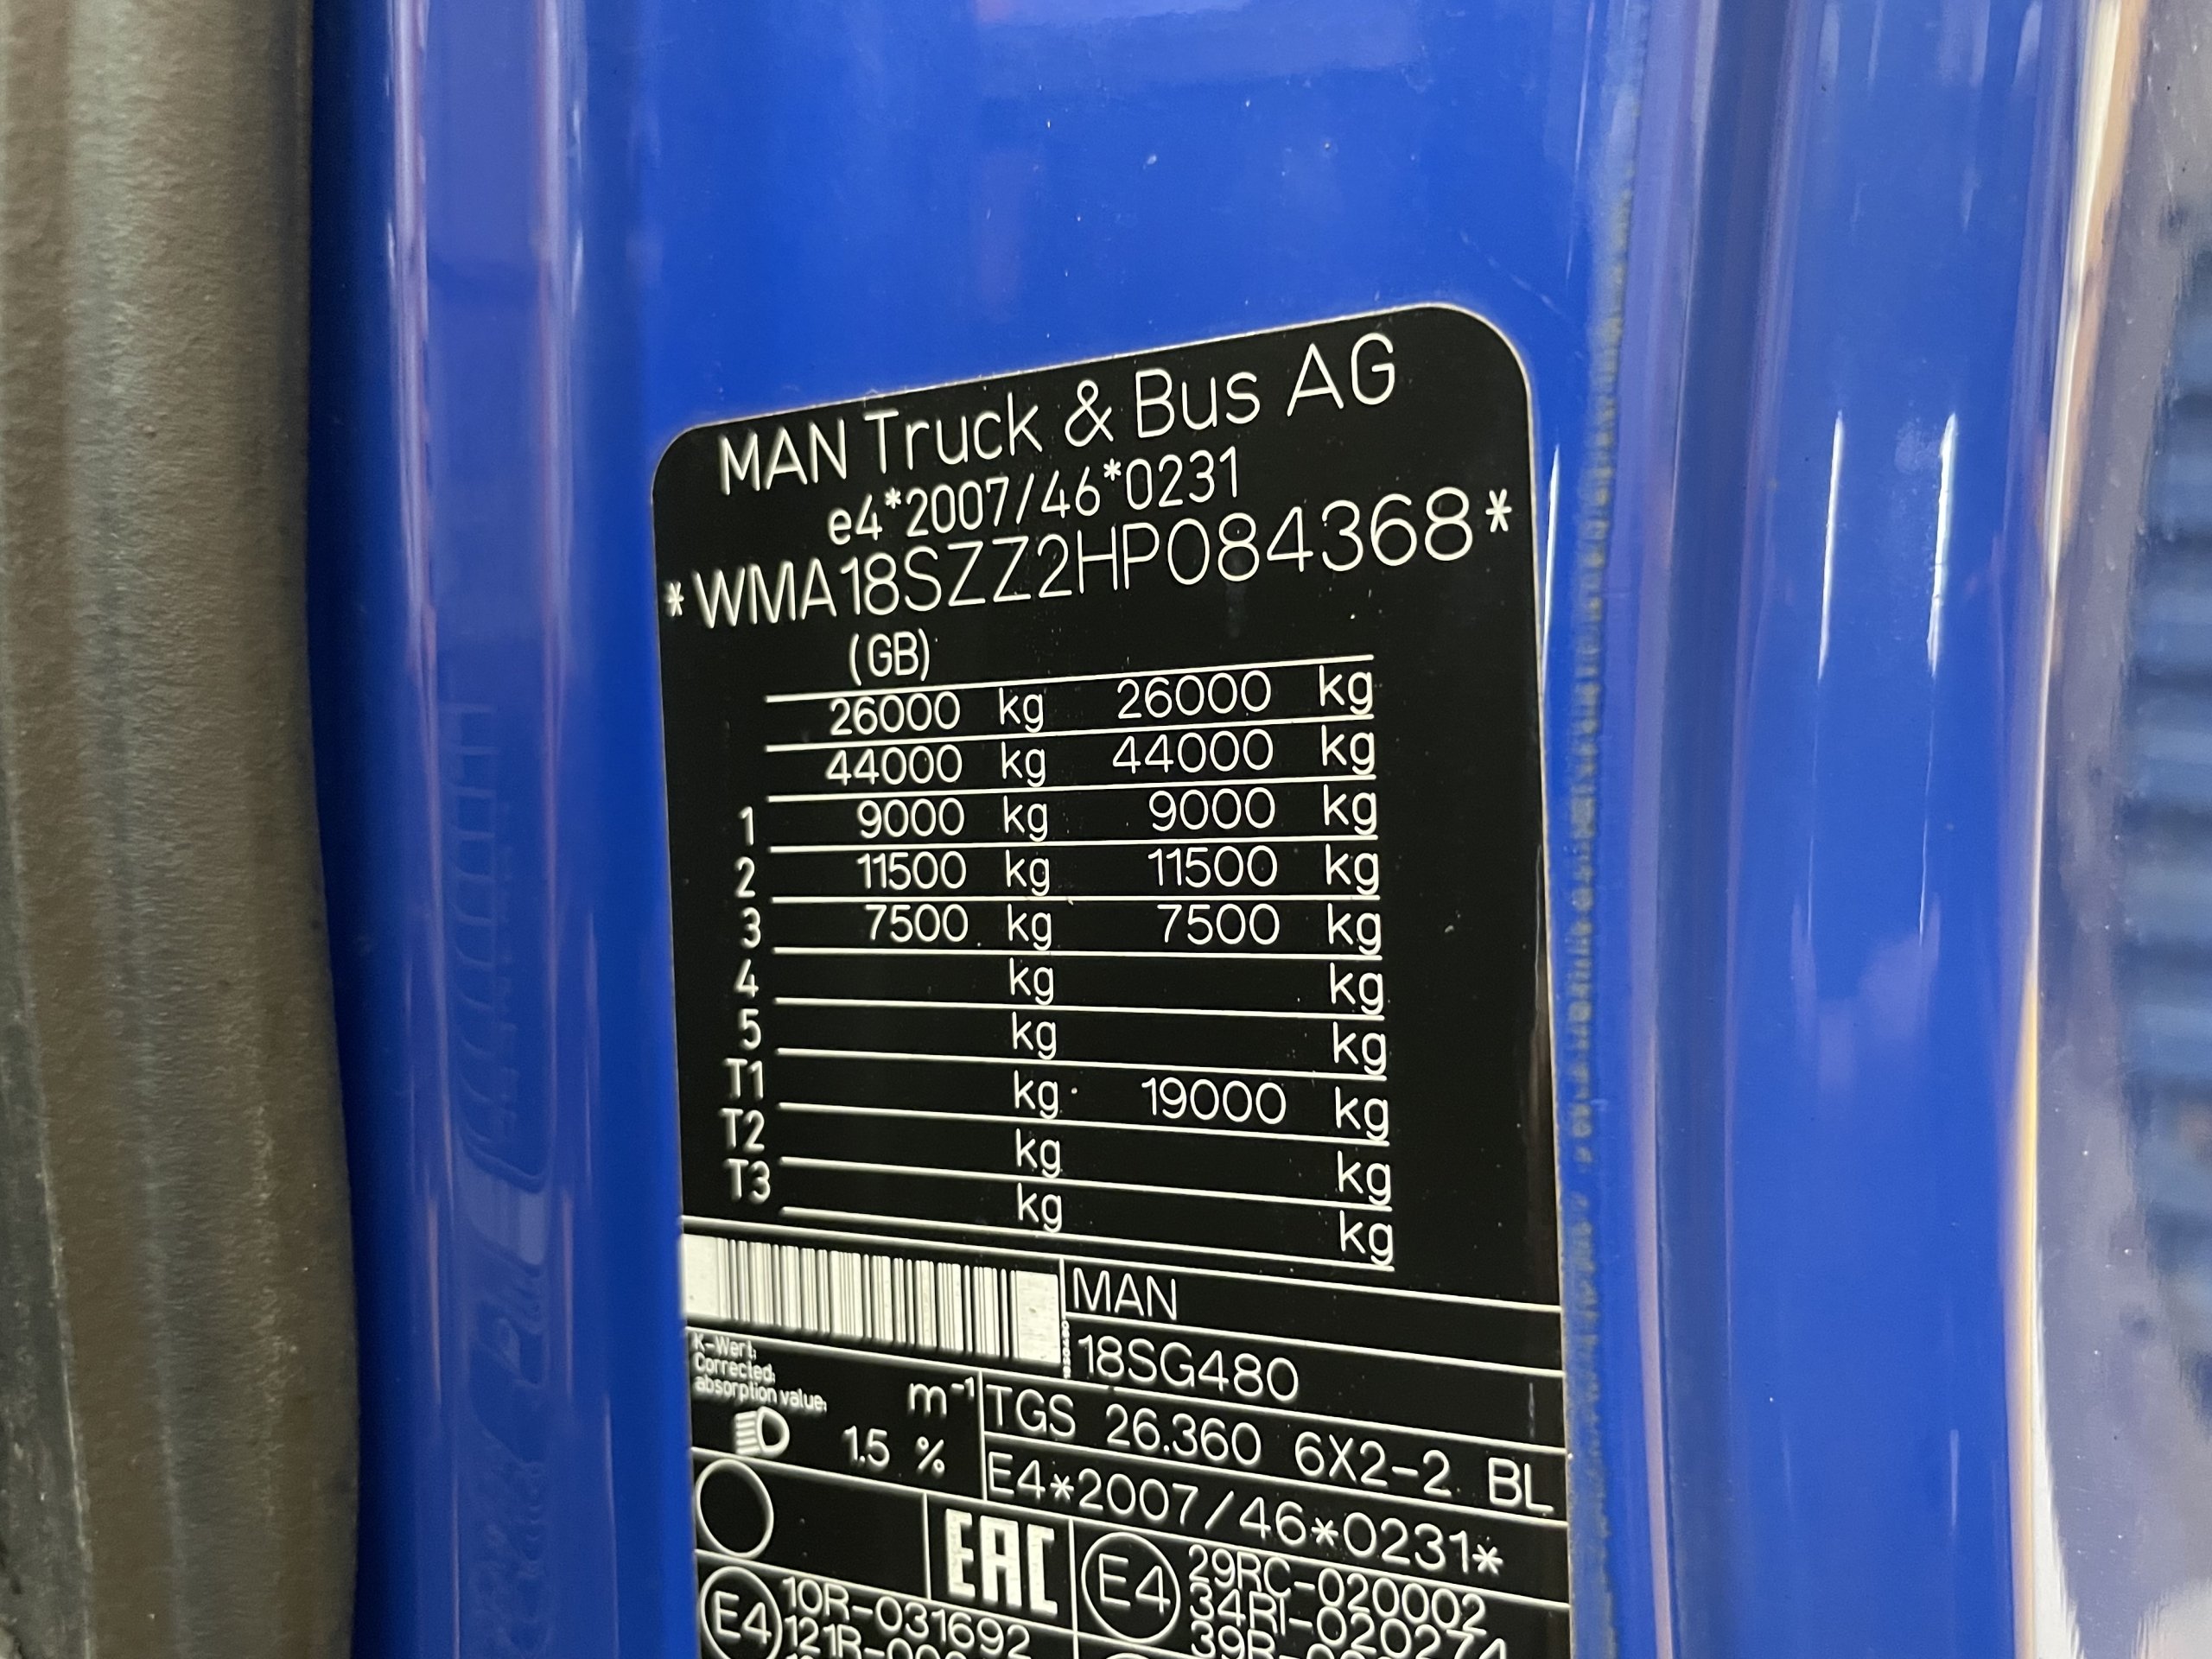 MAN Truck & Bus AG
e4*2007/46*0231
*WMA18SZZ2HP084368*
(GB)
26000 kg 26000 kg
44000 kg 44000 kg
1 9000 kg 9000 kg
2 11500 kg 11500 kg
3 7500 kg 7500 kg
4 kg kg
5 kg kg
T1 kg 19000 kg
T2 kg kg
T3 kg kg
MAN
18SG480
K-Wert:
Corrected
absorption value:
m-1
TGS 26.360 6X2-2 BL
1.5 %
E4*2007/46*0231*
EAC
E4
29RC-020002
34RI-020274
E4
10R-031692